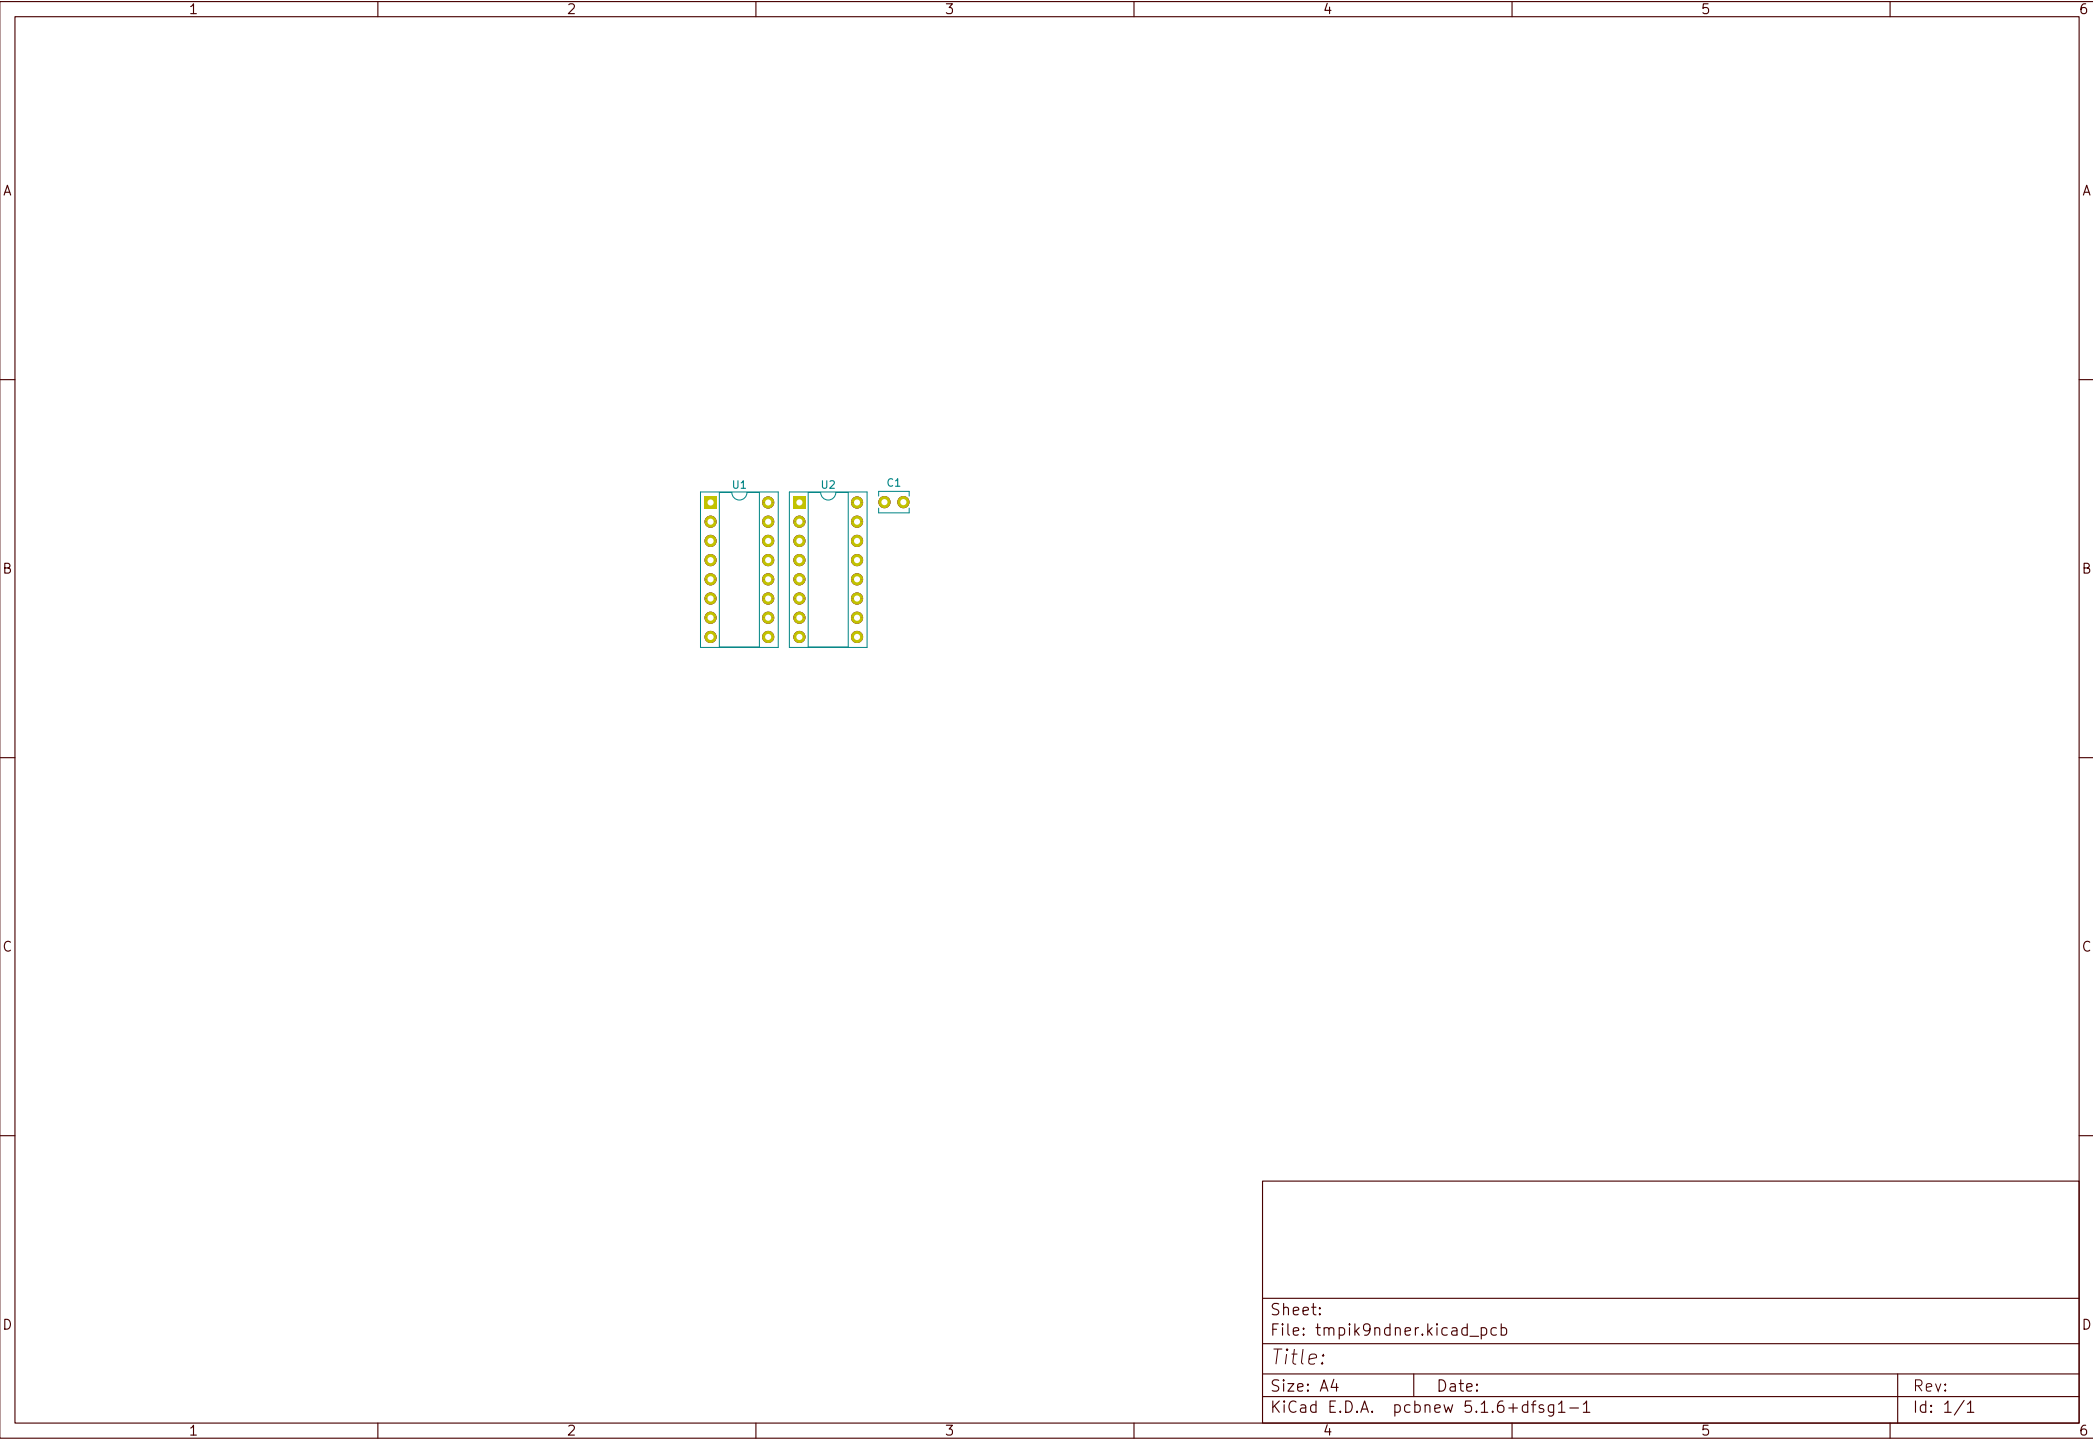 1 2 3 4 5 6
A A
U1 U2 C1
B B
C C
Sheet:
File: tmpik9ndner.kicad_pcb
D D
Title:
Size: A4 Date: Rev:
KiCad E.D.A. pcbnew 5.1.6+dfsg1-1 Id: 1/1
1 2 3 4 5 6